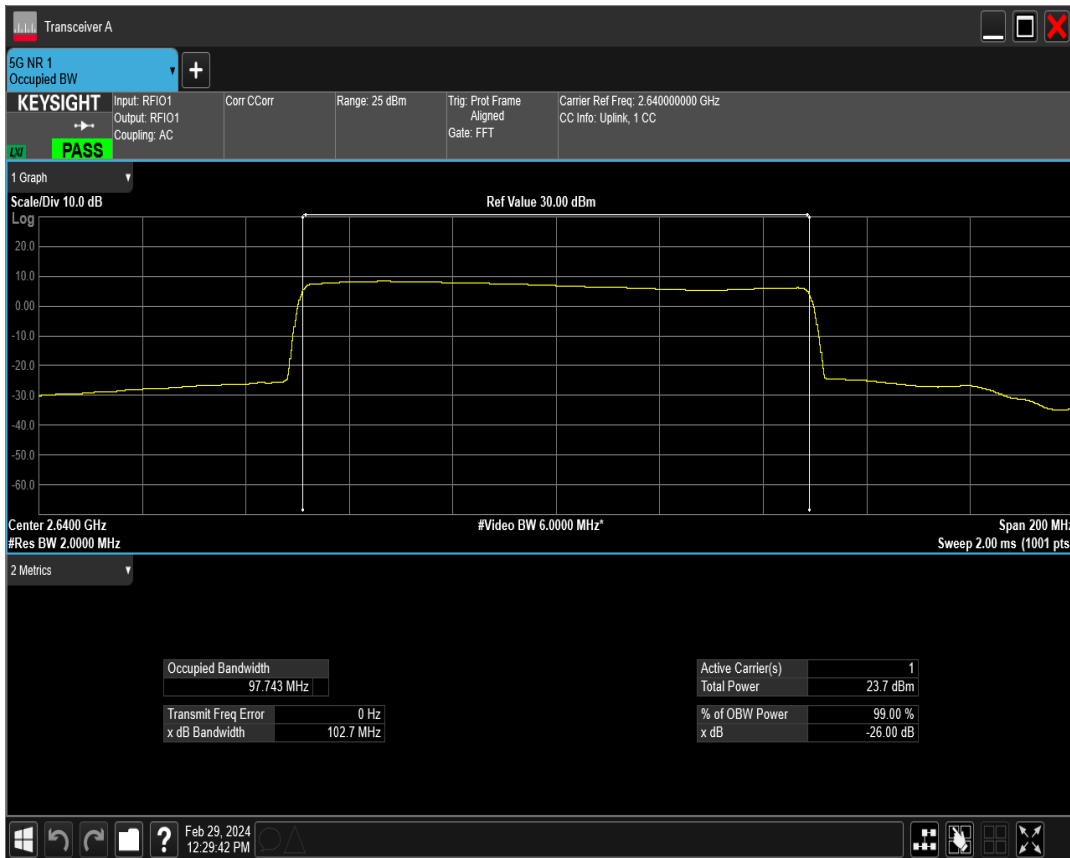 Transceiver A
5G NR 1
Occupied BW
+
KEYSIGHT
Input: RFIO1
Output: RFIO1
Coupling: AC
Corr CCorr
Range: 25 dBm
Trig: Prot Frame
Aligned
Gate: FFT
Carrier Ref Freq: 2.640000000 GHz
CC Info: Uplink, 1 CC
LXI
PASS
1 Graph
Scale/Div 10.0 dB
Ref Value 30.00 dBm
Log
20.0
10.0
0.00
-10.0
-20.0
-30.0
-40.0
-50.0
-60.0
Center 2.6400 GHz
#Video BW 6.0000 MHz*
Span 200 MHz
#Res BW 2.0000 MHz
Sweep 2.00 ms (1001 pts
2 Metrics
Occupied Bandwidth
97.743 MHz
Transmit Freq Error 0 Hz
x dB Bandwidth 102.7 MHz
Active Carrier(s) 1
Total Power 23.7 dBm
% of OBW Power 99.00 %
x dB -26.00 dB
?
Feb 29, 2024
12:29:42 PM